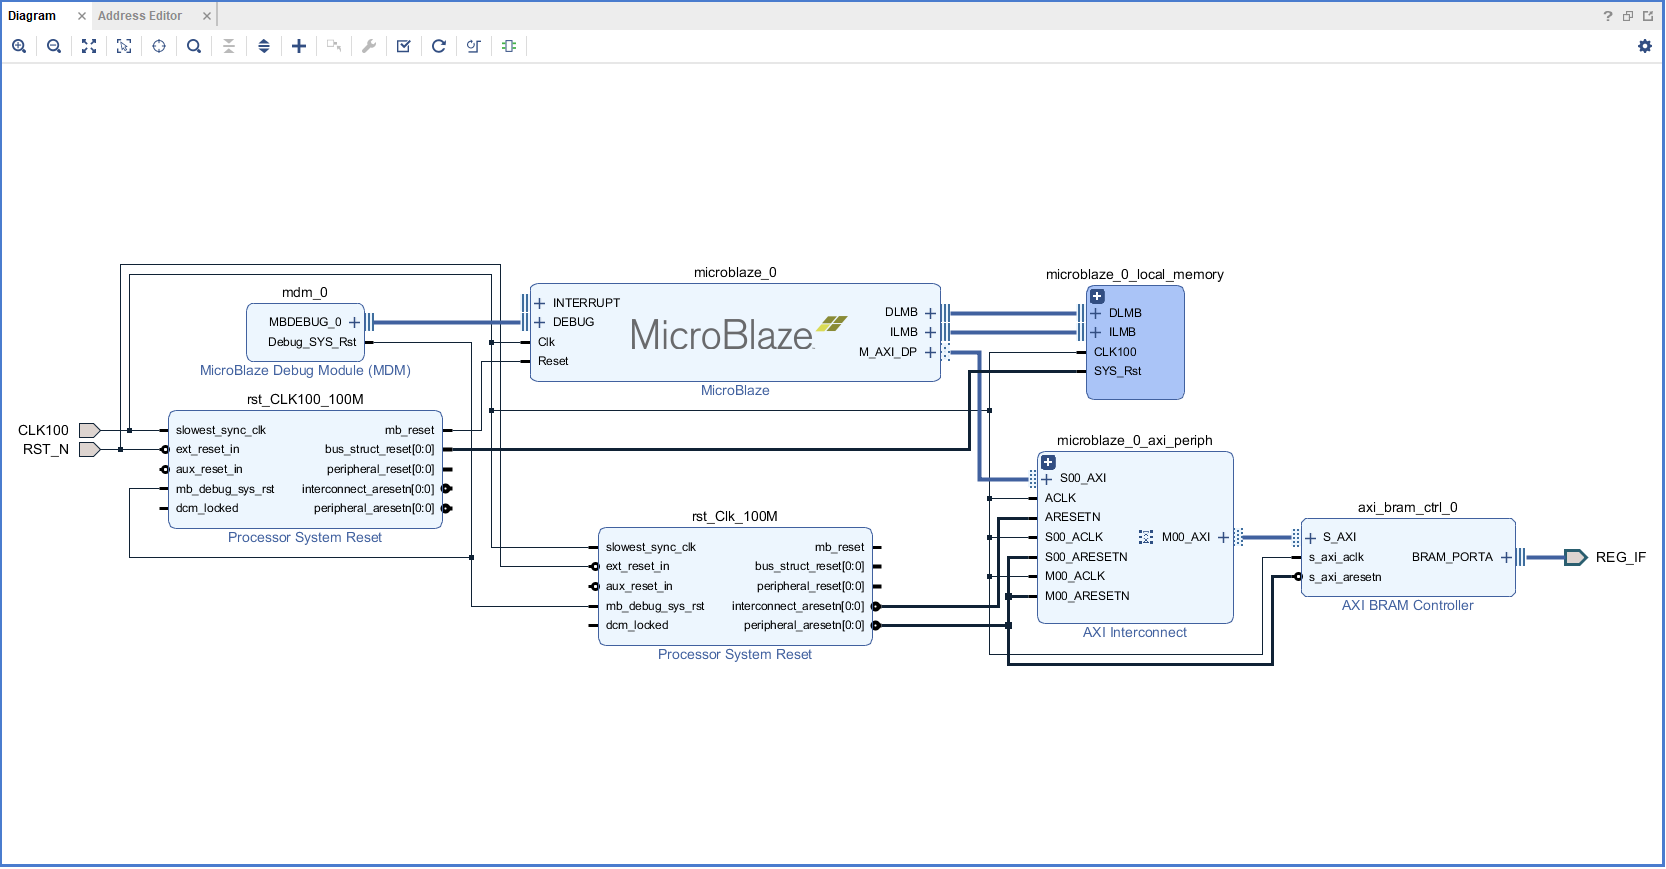 Diagram
Address Editor
microblaze_0
microblaze_0_local_memory
mdm_0
MBDEBUG_0
Debug_SYS_Rst
MicroBlaze Debug Module (MDM)
INTERRUPT
DEBUG
Clk
Reset
MicroBlaze
DLMB
ILMB
M_AXI_DP
MicroBlaze
DLMB
ILMB
CLK100
SYS_Rst
rst_CLK100_100M
CLK100
RST_N
slowest_sync_clk
ext_reset_in
aux_reset_in
mb_debug_sys_rst
dcm_locked
mb_reset
bus_struct_reset[0:0]
peripheral_reset[0:0]
interconnect_aresetn[0:0]
peripheral_aresetn[0:0]
Processor System Reset
rst_Clk_100M
slowest_sync_clk
ext_reset_in
aux_reset_in
mb_debug_sys_rst
dcm_locked
mb_reset
bus_struct_reset[0:0]
peripheral_reset[0:0]
interconnect_aresetn[0:0]
peripheral_aresetn[0:0]
Processor System Reset
microblaze_0_axi_periph
S00_AXI
ACLK
ARESETN
S00_ACLK
S00_ARESETN
M00_ACLK
M00_ARESETN
M00_AXI
AXI Interconnect
axi_bram_ctrl_0
S_AXI
s_axi_aclk
s_axi_aresetn
BRAM_PORTA
AXI BRAM Controller
REG_IF